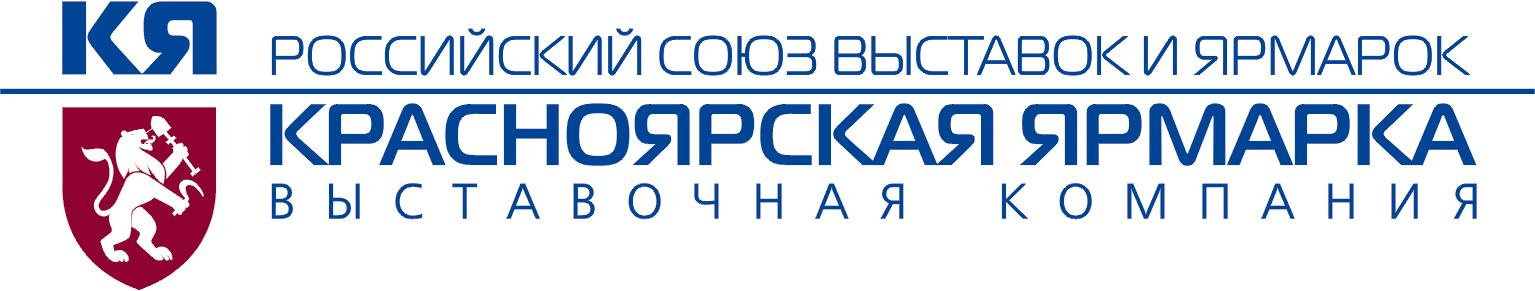 КЯ
РОССИЙСКИЙ СОЮЗ ВЫСТАВОК И ЯРМАРОК
КРАСНОЯРСКАЯ ЯРМАРКА
ВЫСТАВОЧНАЯ КОМПАНИЯ